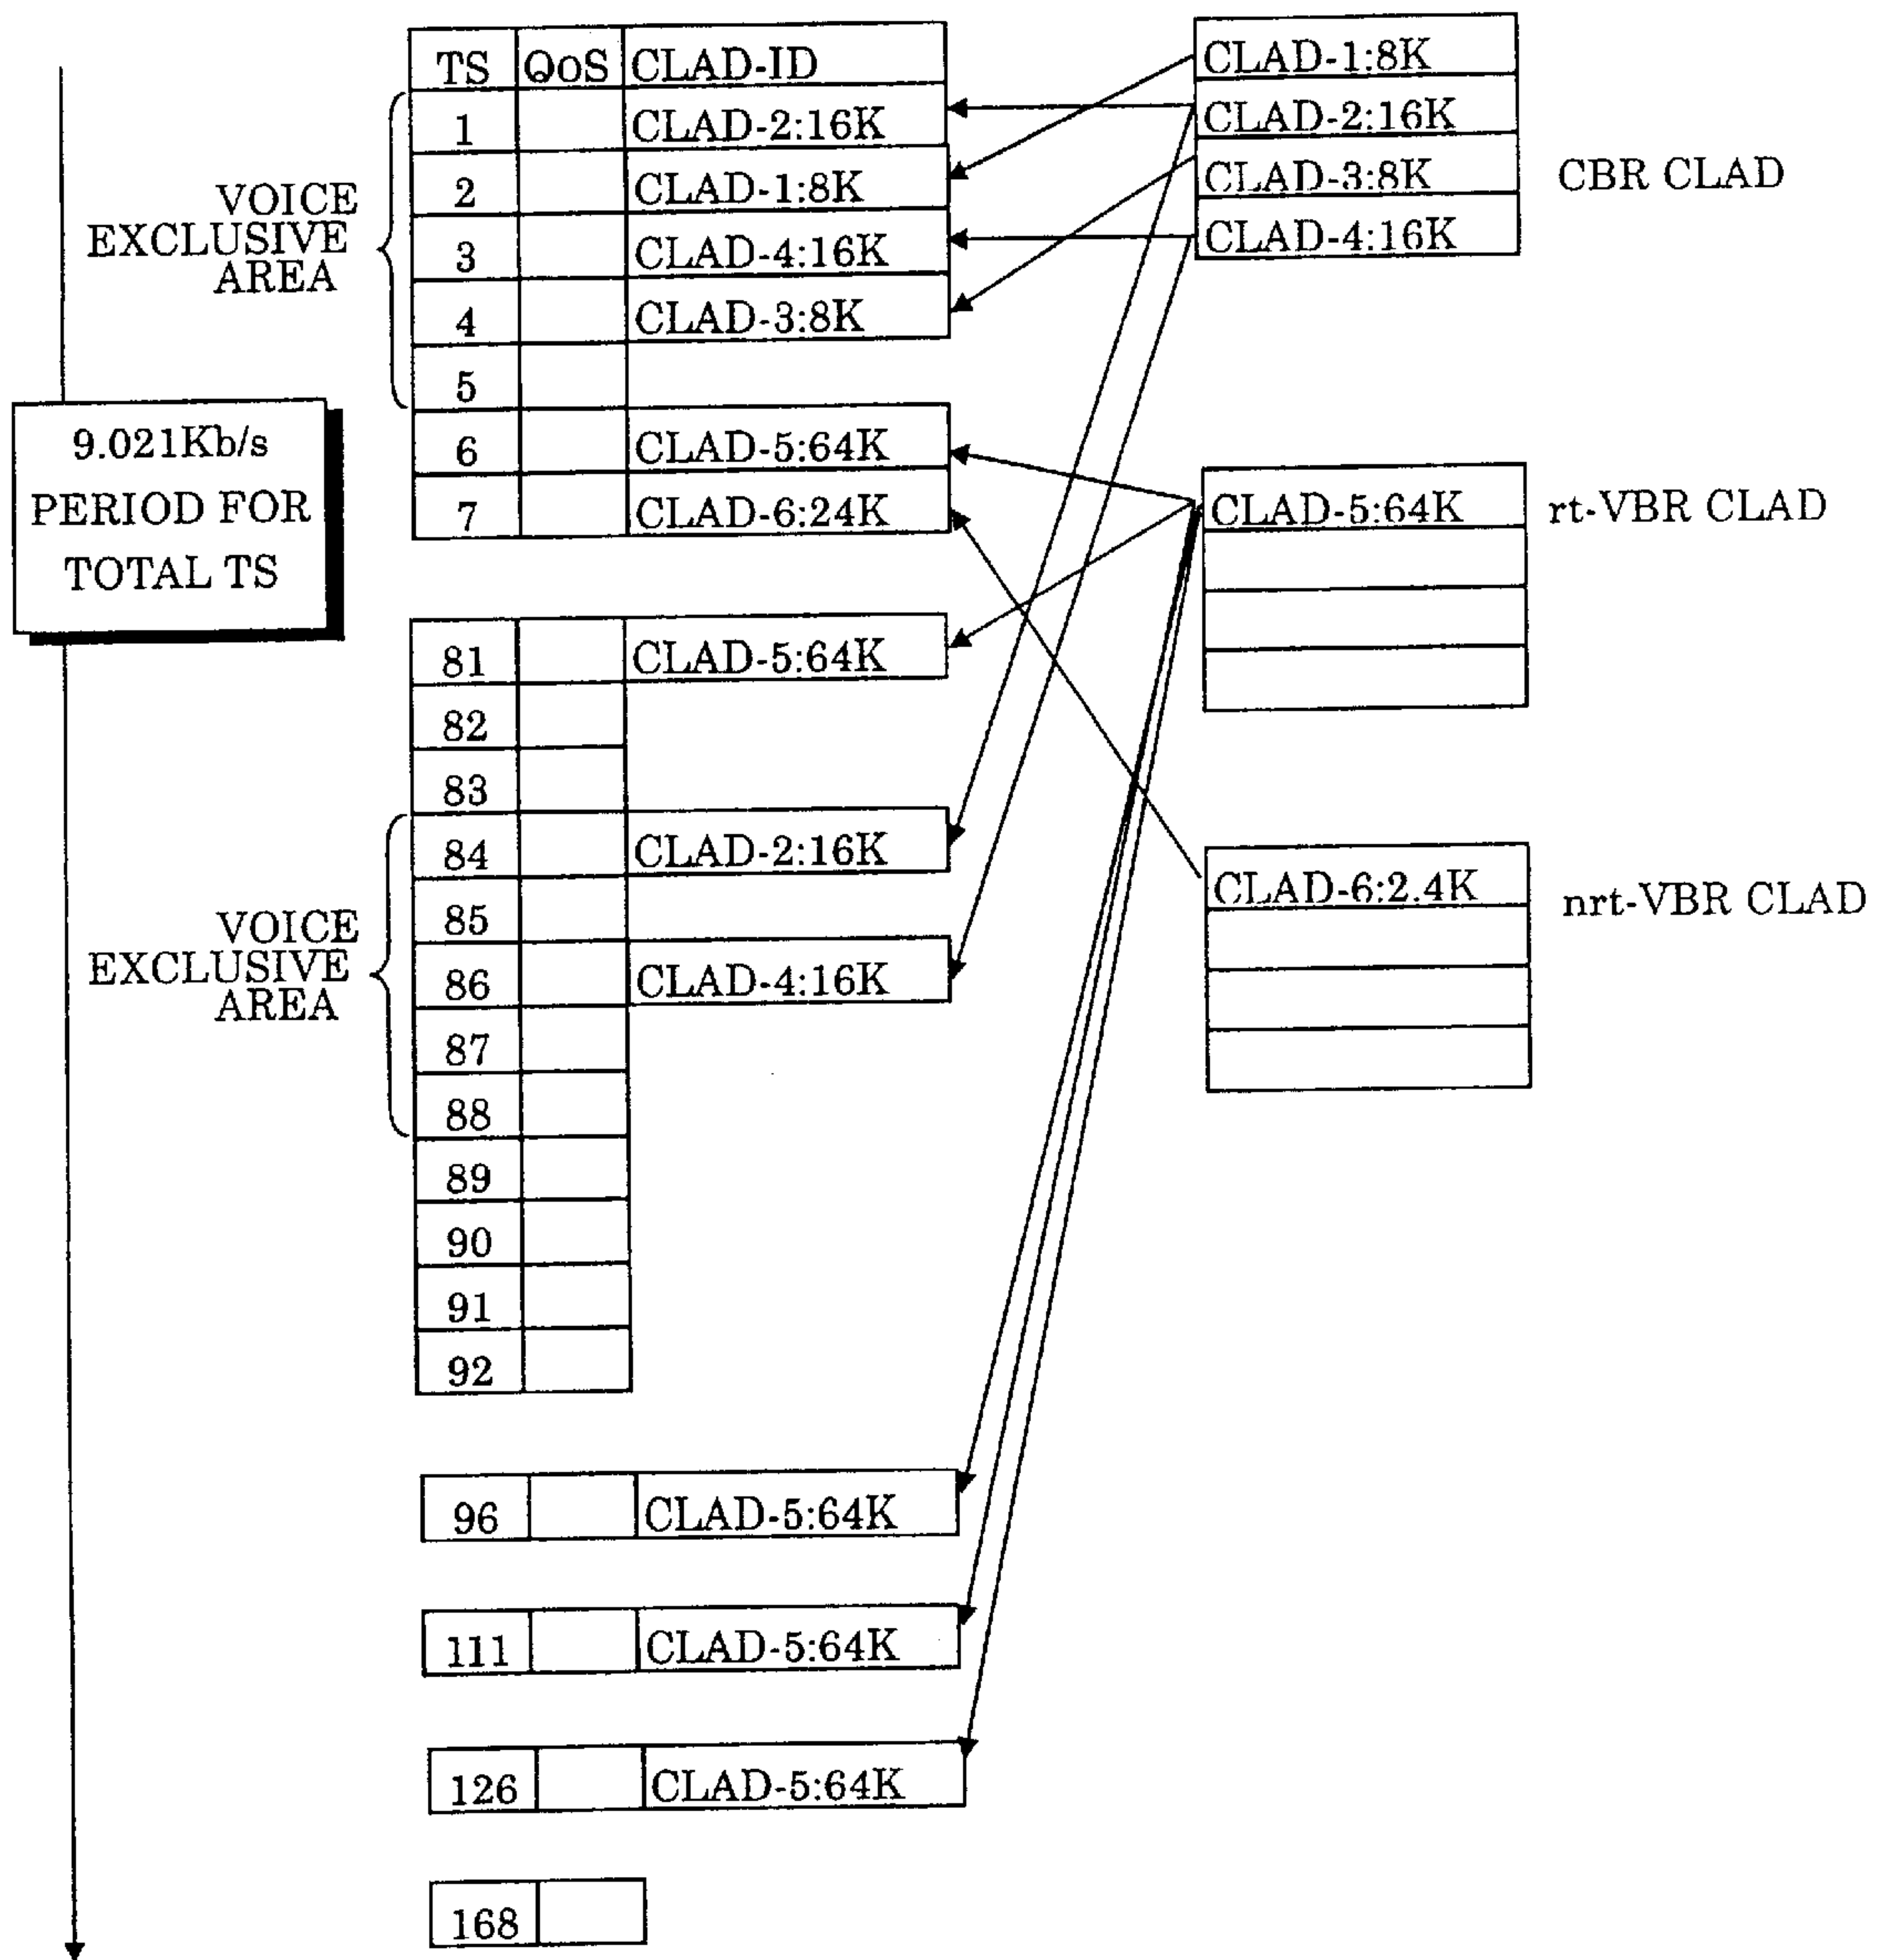 TS QoS CLAD-ID
1 CLAD-2:16K
2 CLAD-1:8K
3 CLAD-4:16K
4 CLAD-3:8K
5
6 CLAD-5:64K
7 CLAD-6:24K
VOICE
EXCLUSIVE
AREA
9.021Kb/s
PERIOD FOR
TOTAL TS
81 CLAD-5:64K
82
83
84 CLAD-2:16K
85
86 CLAD-4:16K
87
88
89
90
91
92
VOICE
EXCLUSIVE
AREA
96 CLAD-5:64K
111 CLAD-5:64K
126 CLAD-5:64K
168
CLAD-1:8K
CLAD-2:16K
CLAD-3:8K
CLAD-4:16K
CBR CLAD
CLAD-5:64K
rt-VBR CLAD
CLAD-6:2.4K
nrt-VBR CLAD